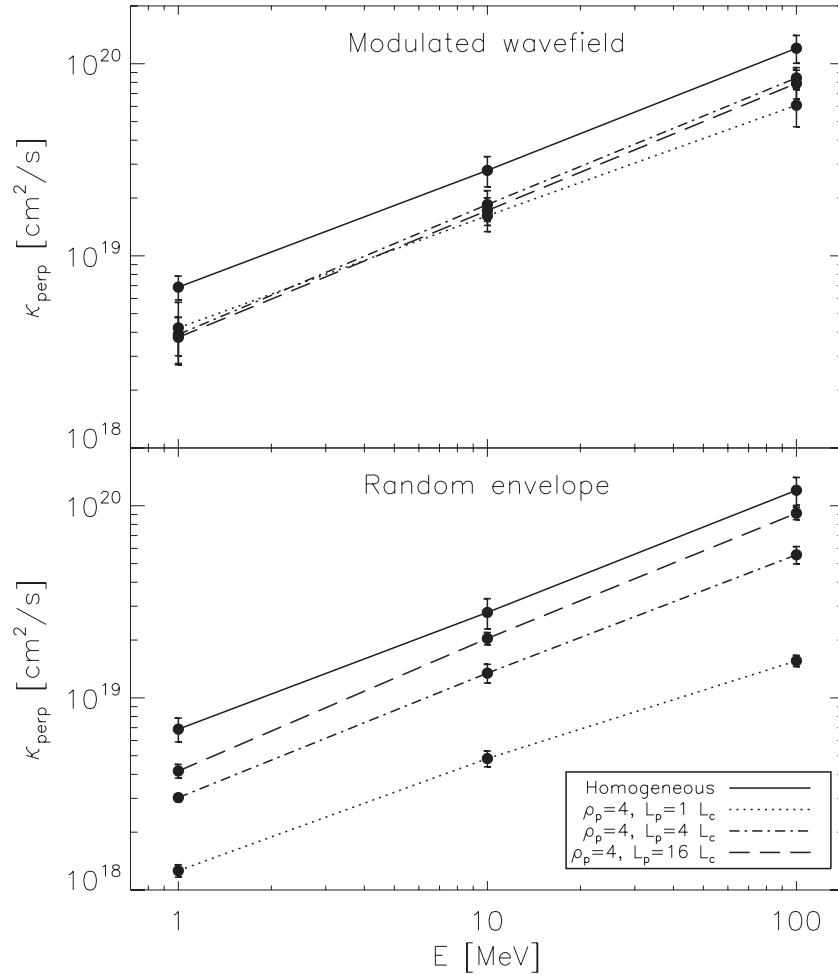 Modulated wavefield
10^20
10^19
10^18
κ_perp [cm^2/s]
Random envelope
10^20
10^19
10^18
κ_perp [cm^2/s]
Homogeneous
ρ_p=4, L_p=1 L_c
ρ_p=4, L_p=4 L_c
ρ_p=4, L_p=16 L_c
1 10 100
E [MeV]